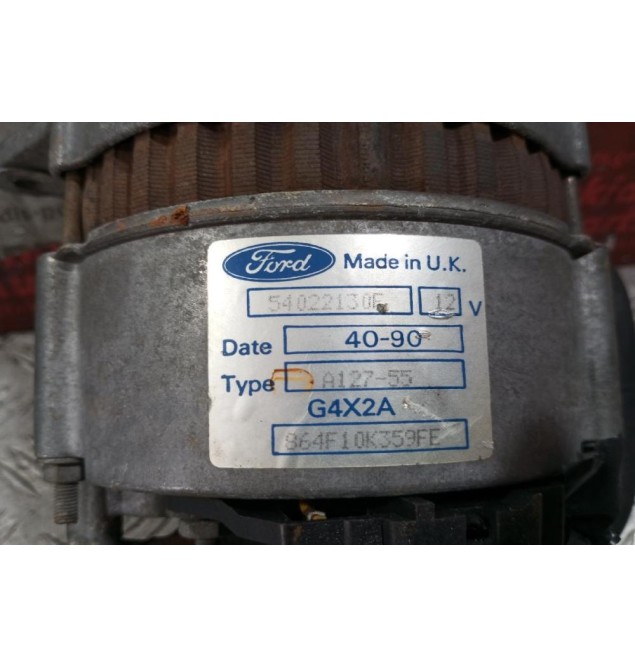 Ford Made in U.K.
54022130F 12 V
Date 40-90
Type A127-55
G4X2A
864F10K359FE